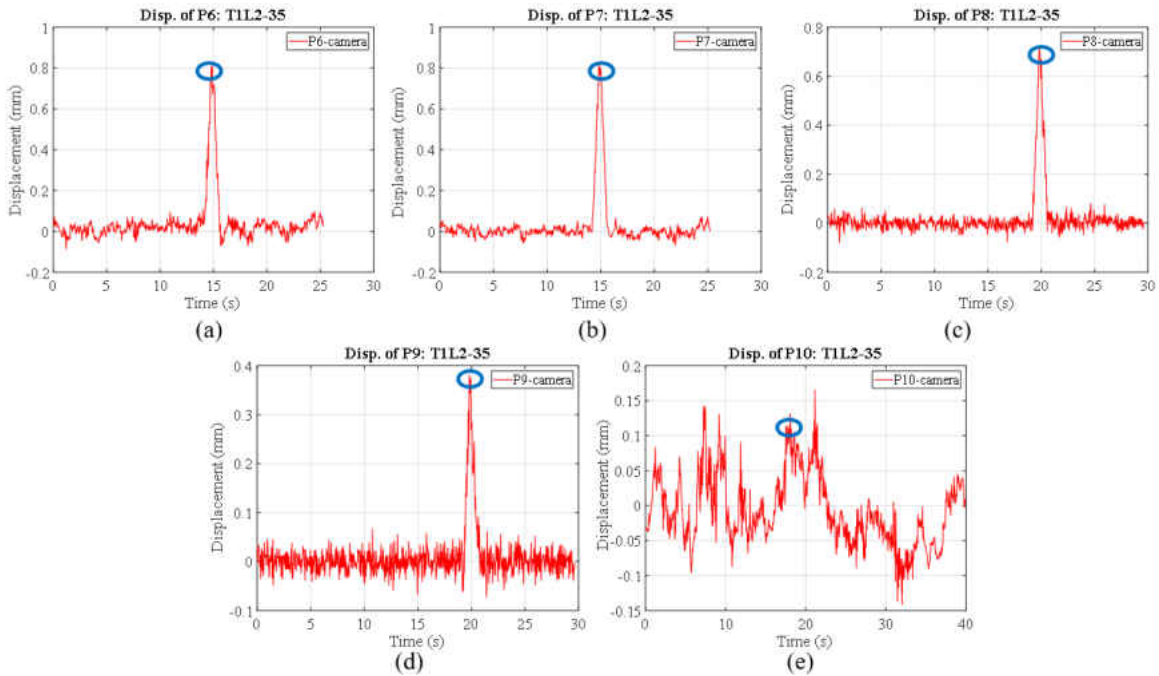 Disp. of P6: T1L2-35
P6-camera
Displacement (mm)
1
0.8
0.6
0.4
0.2
0
-0.2
0 5 10 15 20 25 30
Time (s)
(a)
Disp. of P7: T1L2-35
P7-camera
Displacement (mm)
1
0.8
0.6
0.4
0.2
0
-0.2
0 5 10 15 20 25 30
Time (s)
(b)
Disp. of P8: T1L2-35
P8-camera
Displacement (mm)
0.8
0.6
0.4
0.2
0
-0.2
0 5 10 15 20 25 30
Time (s)
(c)
Disp. of P9: T1L2-35
P9-camera
Displacement (mm)
0.4
0.3
0.2
0.1
0
-0.1
0 5 10 15 20 25 30
Time (s)
(d)
Disp. of P10: T1L2-35
P10-camera
Displacement (mm)
0.2
0.15
0.1
0.05
0
-0.05
-0.1
-0.15
0 10 20 30 40
Time (s)
(e)